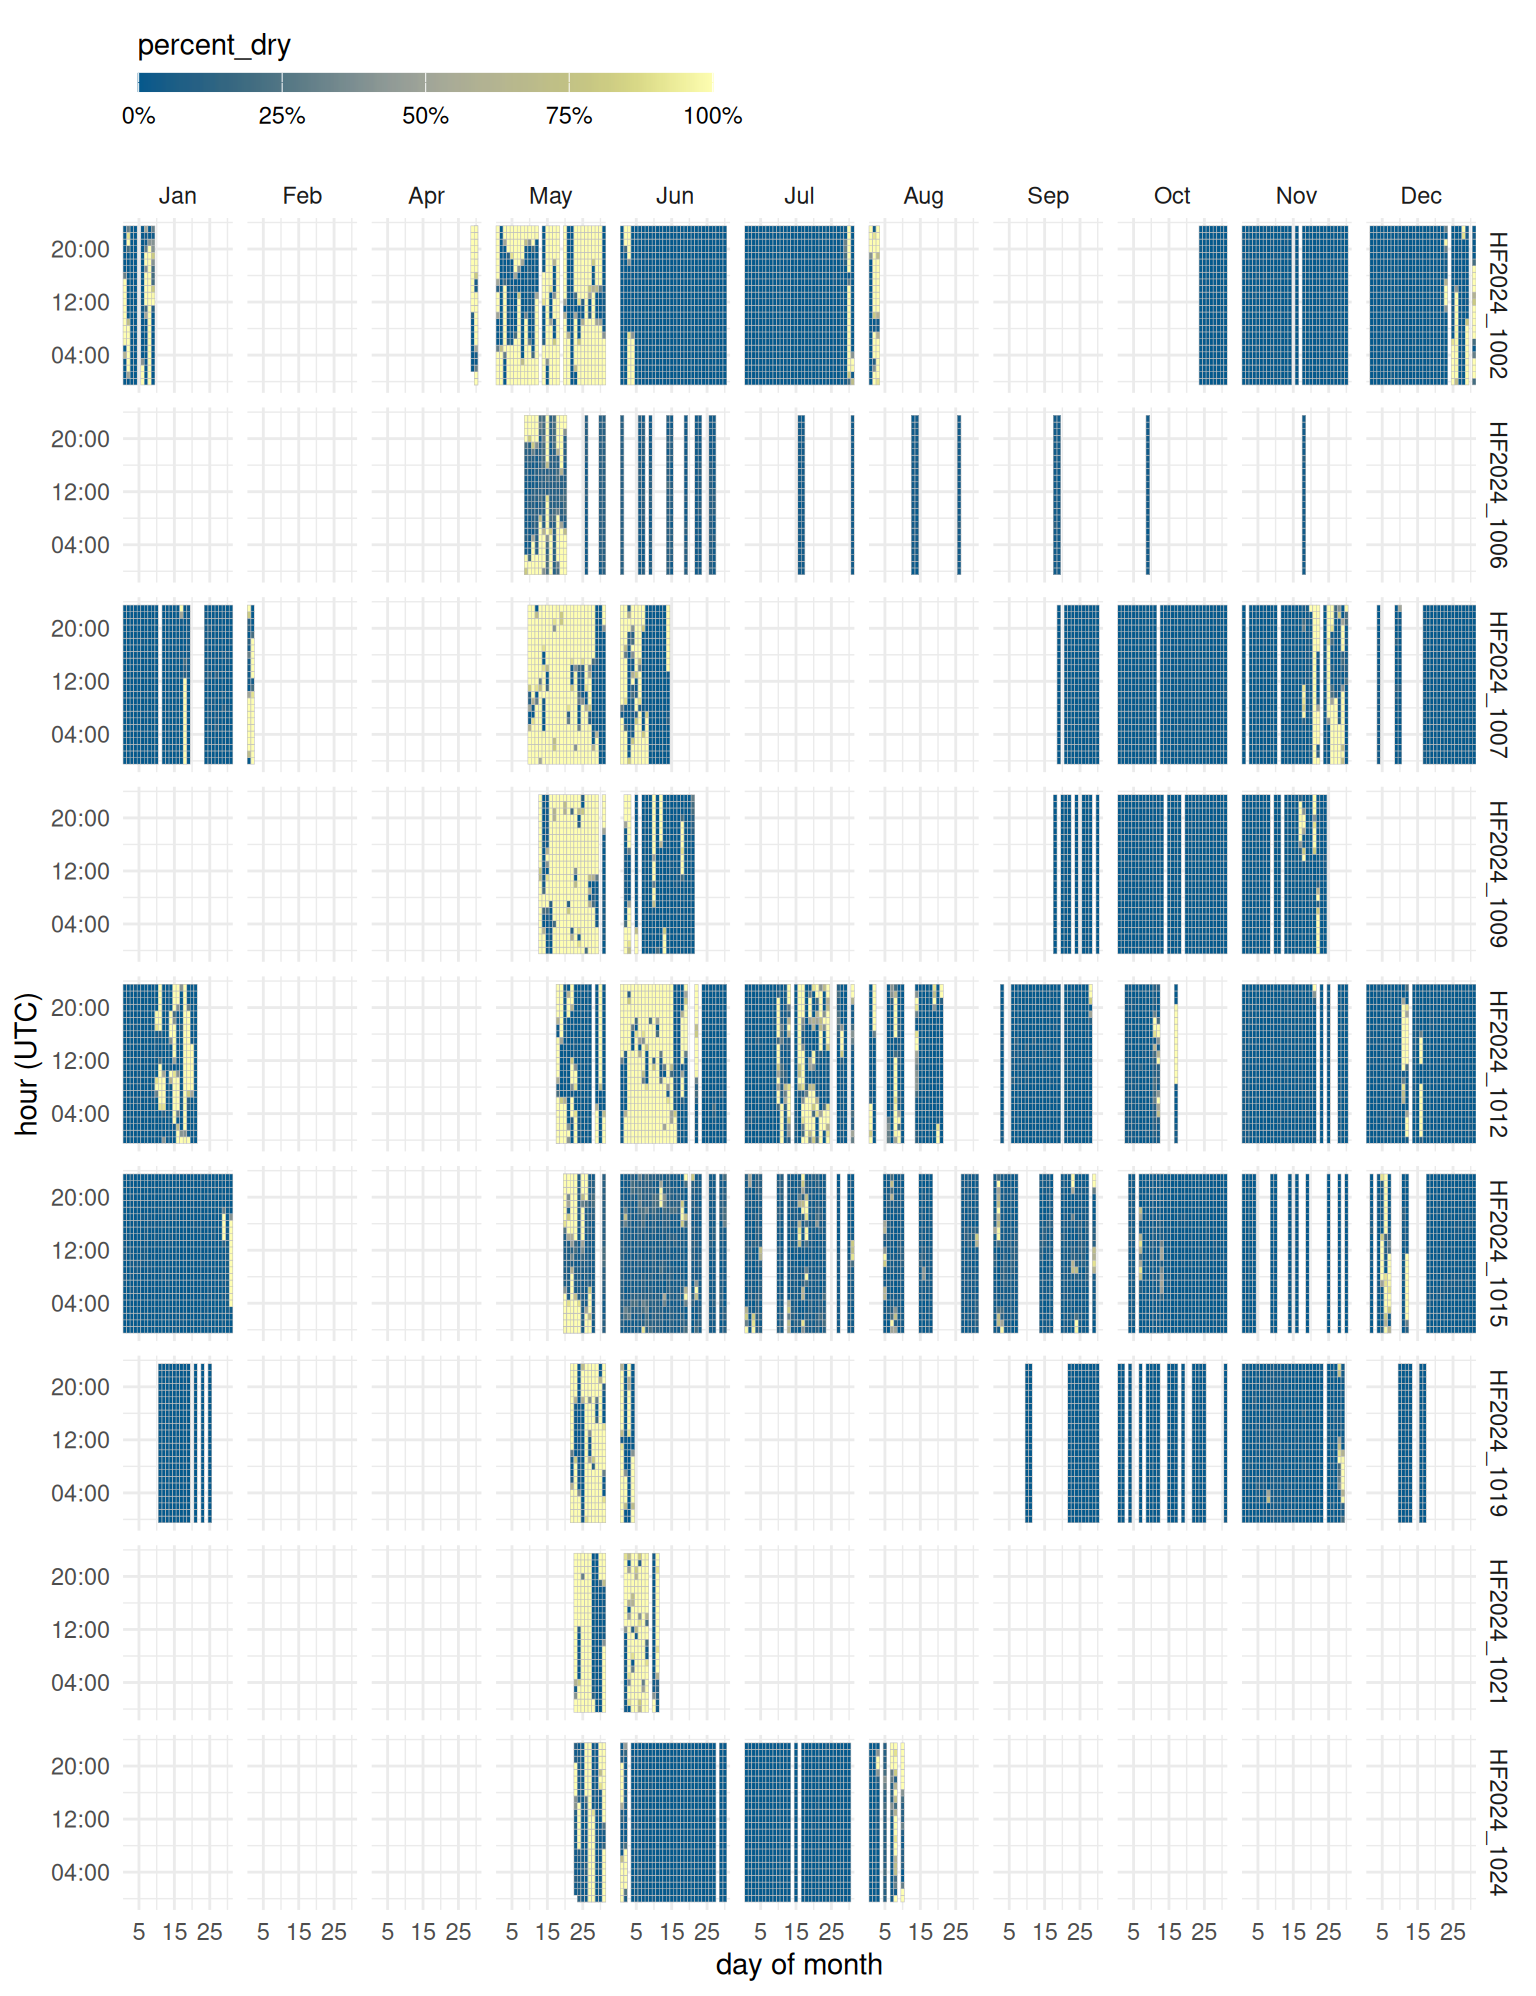 percent_dry
0% 25% 50% 75% 100%
Jan Feb Apr May Jun Jul Aug Sep Oct Nov Dec
20:00
12:00
04:00
HF2024_1002
20:00
12:00
04:00
HF2024_1006
20:00
12:00
04:00
HF2024_1007
20:00
12:00
04:00
HF2024_1009
20:00
12:00
04:00
HF2024_1012
20:00
12:00
04:00
HF2024_1015
20:00
12:00
04:00
HF2024_1019
20:00
12:00
04:00
HF2024_1021
20:00
12:00
04:00
HF2024_1024
hour (UTC)
5 15 25 5 15 25 5 15 25 5 15 25 5 15 25 5 15 25 5 15 25 5 15 25 5 15 25 5 15 25 5 15 25
day of month